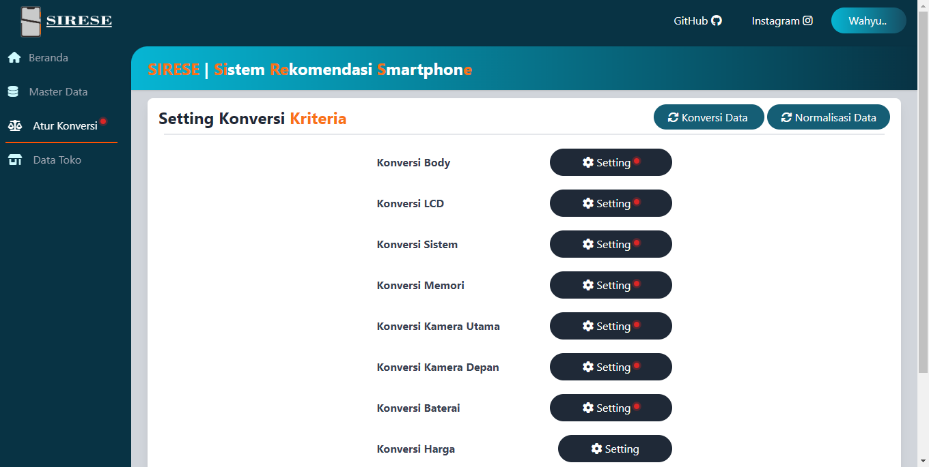 SIRESE
GitHub
Instagram
Wahyu..
Beranda
Master Data
Atur Konversi
Data Toko
SIRESE | Sistem Rekomendasi Smartphone
Setting Konversi Kriteria
Konversi Data
Normalisasi Data
Konversi Body
Setting
Konversi LCD
Setting
Konversi Sistem
Setting
Konversi Memori
Setting
Konversi Kamera Utama
Setting
Konversi Kamera Depan
Setting
Konversi Baterai
Setting
Konversi Harga
Setting